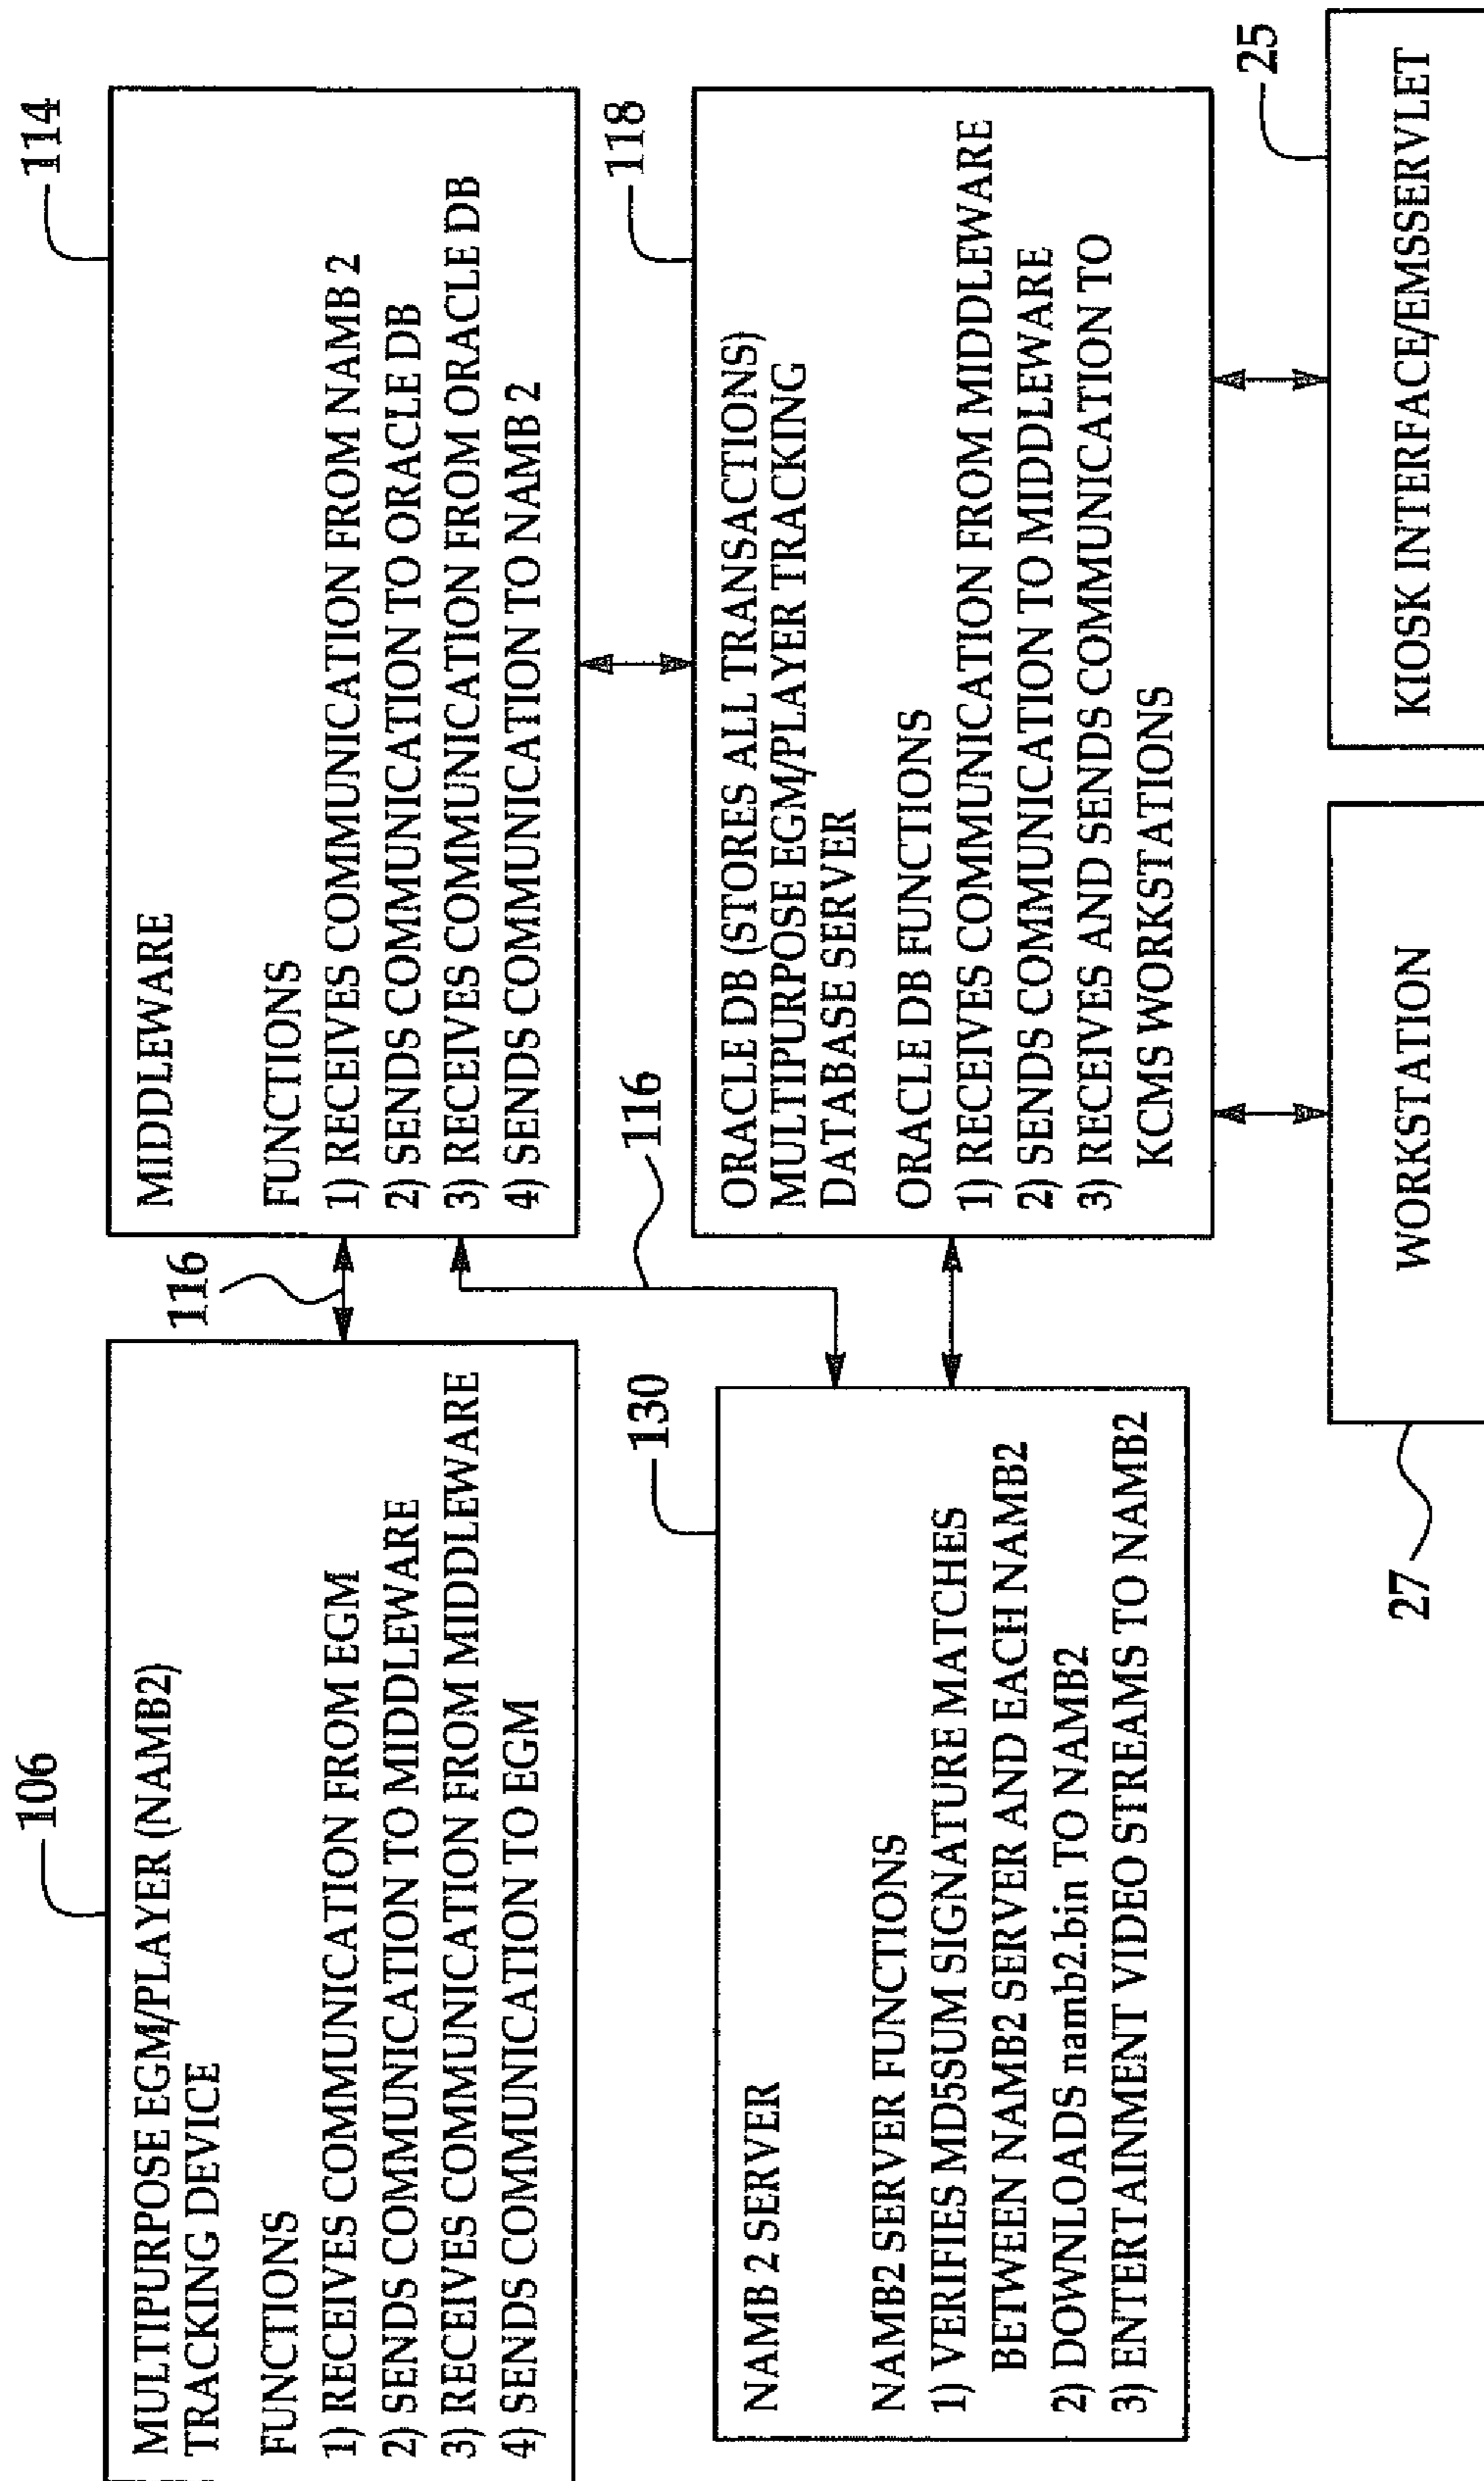 106
MULTIPURPOSE EGM/PLAYER (NAMB2)
TRACKING DEVICE
FUNCTIONS
1) RECEIVES COMMUNICATION FROM EGM
2) SENDS COMMUNICATION TO MIDDLEWARE
3) RECEIVES COMMUNICATION FROM MIDDLEWARE
4) SENDS COMMUNICATION TO EGM
116
114
MIDDLEWARE
FUNCTIONS
1) RECEIVES COMMUNICATION FROM NAMB 2
2) SENDS COMMUNICATION TO ORACLE DB
3) RECEIVES COMMUNICATION FROM ORACLE DB
4) SENDS COMMUNICATION TO NAMB 2
116
130
NAMB 2 SERVER
NAMB2 SERVER FUNCTIONS
1) VERIFIES MD5SUM SIGNATURE MATCHES
BETWEEN NAMB2 SERVER AND EACH NAMB2
2) DOWNLOADS namb2.bin TO NAMB2
3) ENTERTAINMENT VIDEO STREAMS TO NAMB2
118
ORACLE DB (STORES ALL TRANSACTIONS)
MULTIPURPOSE EGM/PLAYER TRACKING
DATABASE SERVER
ORACLE DB FUNCTIONS
1) RECEIVES COMMUNICATION FROM MIDDLEWARE
2) SENDS COMMUNICATION TO MIDDLEWARE
3) RECEIVES AND SENDS COMMUNICATION TO
KCMS WORKSTATIONS
27
WORKSTATION
25
KIOSK INTERFACE/EMSSERVLET